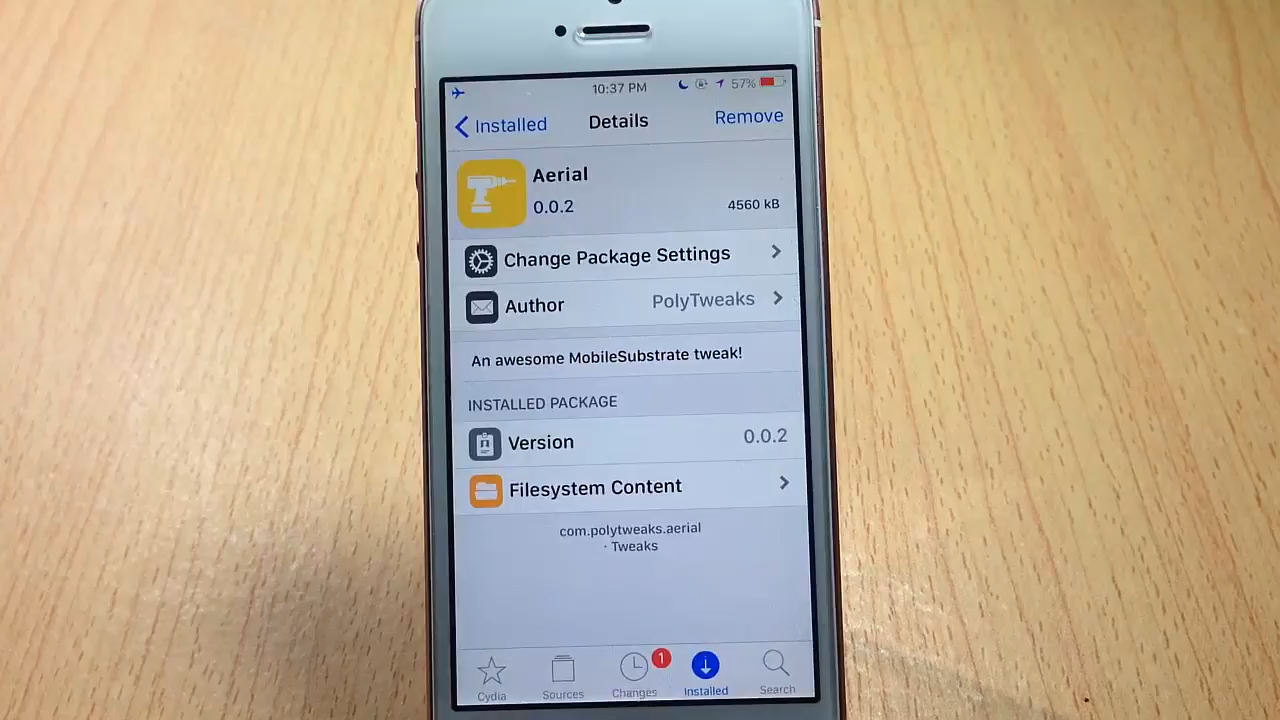 10:37 PM 57%
Installed Details Remove
Aerial
0.0.2 4560 kB
Change Package Settings
Author PolyTweaks
An awesome MobileSubstrate tweak!
INSTALLED PACKAGE
Version 0.0.2
Filesystem Content
com.polytweaks.aerial
· Tweaks
1
Cydia Sources Changes Installed Search